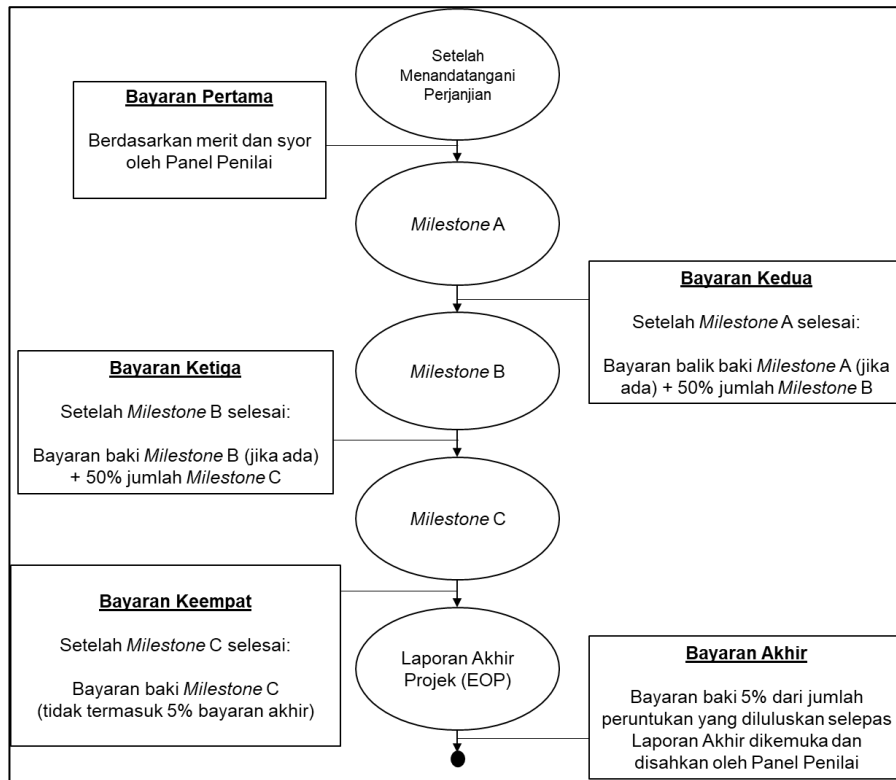 Setelah
Menandatangani
Perjanjian
Bayaran Pertama
Berdasarkan merit dan syor
oleh Panel Penilai
Milestone A
Bayaran Kedua
Setelah Milestone A selesai:
Bayaran balik baki Milestone A (jika
ada) + 50% jumlah Milestone B
Milestone B
Bayaran Ketiga
Setelah Milestone B selesai:
Bayaran baki Milestone B (jika ada)
+ 50% jumlah Milestone C
Milestone C
Bayaran Keempat
Setelah Milestone C selesai:
Bayaran baki Milestone C
(tidak termasuk 5% bayaran akhir)
Laporan Akhir
Projek (EOP)
Bayaran Akhir
Bayaran baki 5% dari jumlah
peruntukan yang diluluskan selepas
Laporan Akhir dikemuka dan
disahkan oleh Panel Penilai